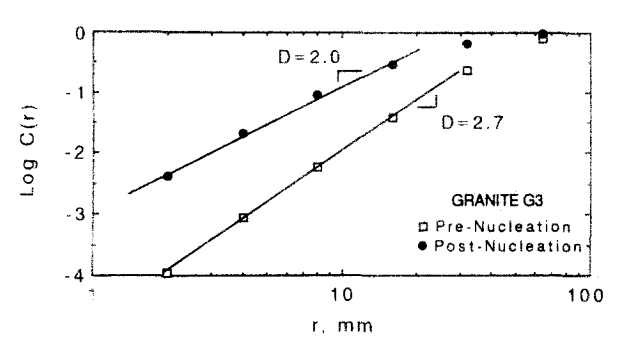 0
D=2.0
-1
D=2.7
Log C(r)
-2
GRANITE G3
-3
Pre-Nucleation
Post-Nucleation
-4
1
10
100
r, mm